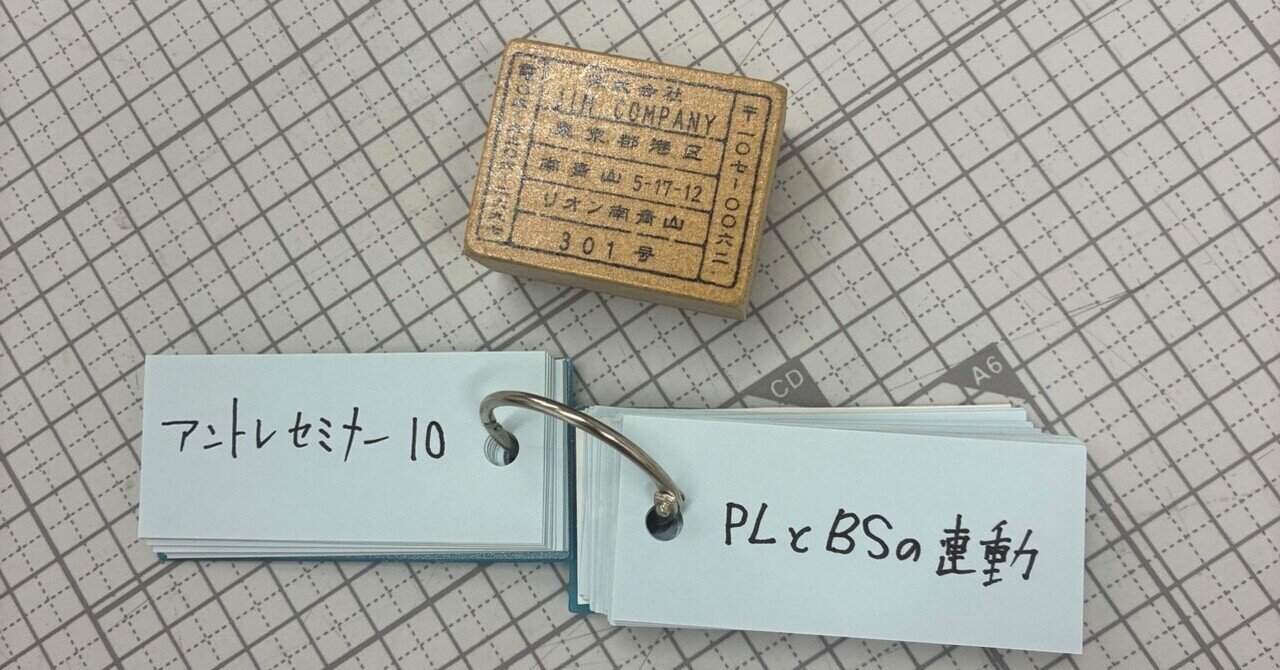 株式会社
JIM COMPANY
東京都港区
南青山 5-17-12
リオン南青山
301号
〒一〇七-〇〇六二
CD
A6
アントレセミナー10
PLとBSの連動